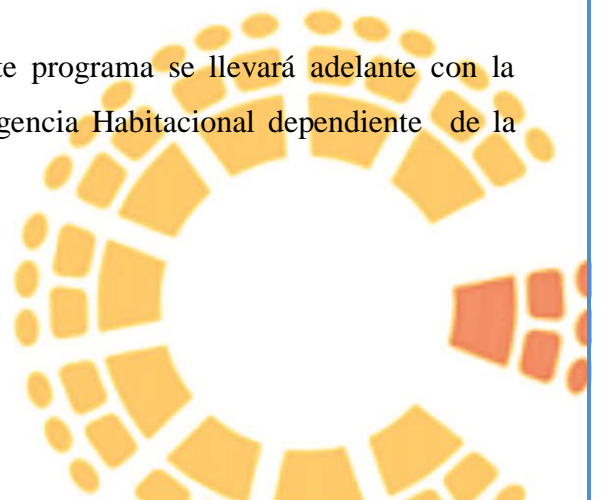 te programa se llevará adelante con la
gencia Habitacional dependiente de la